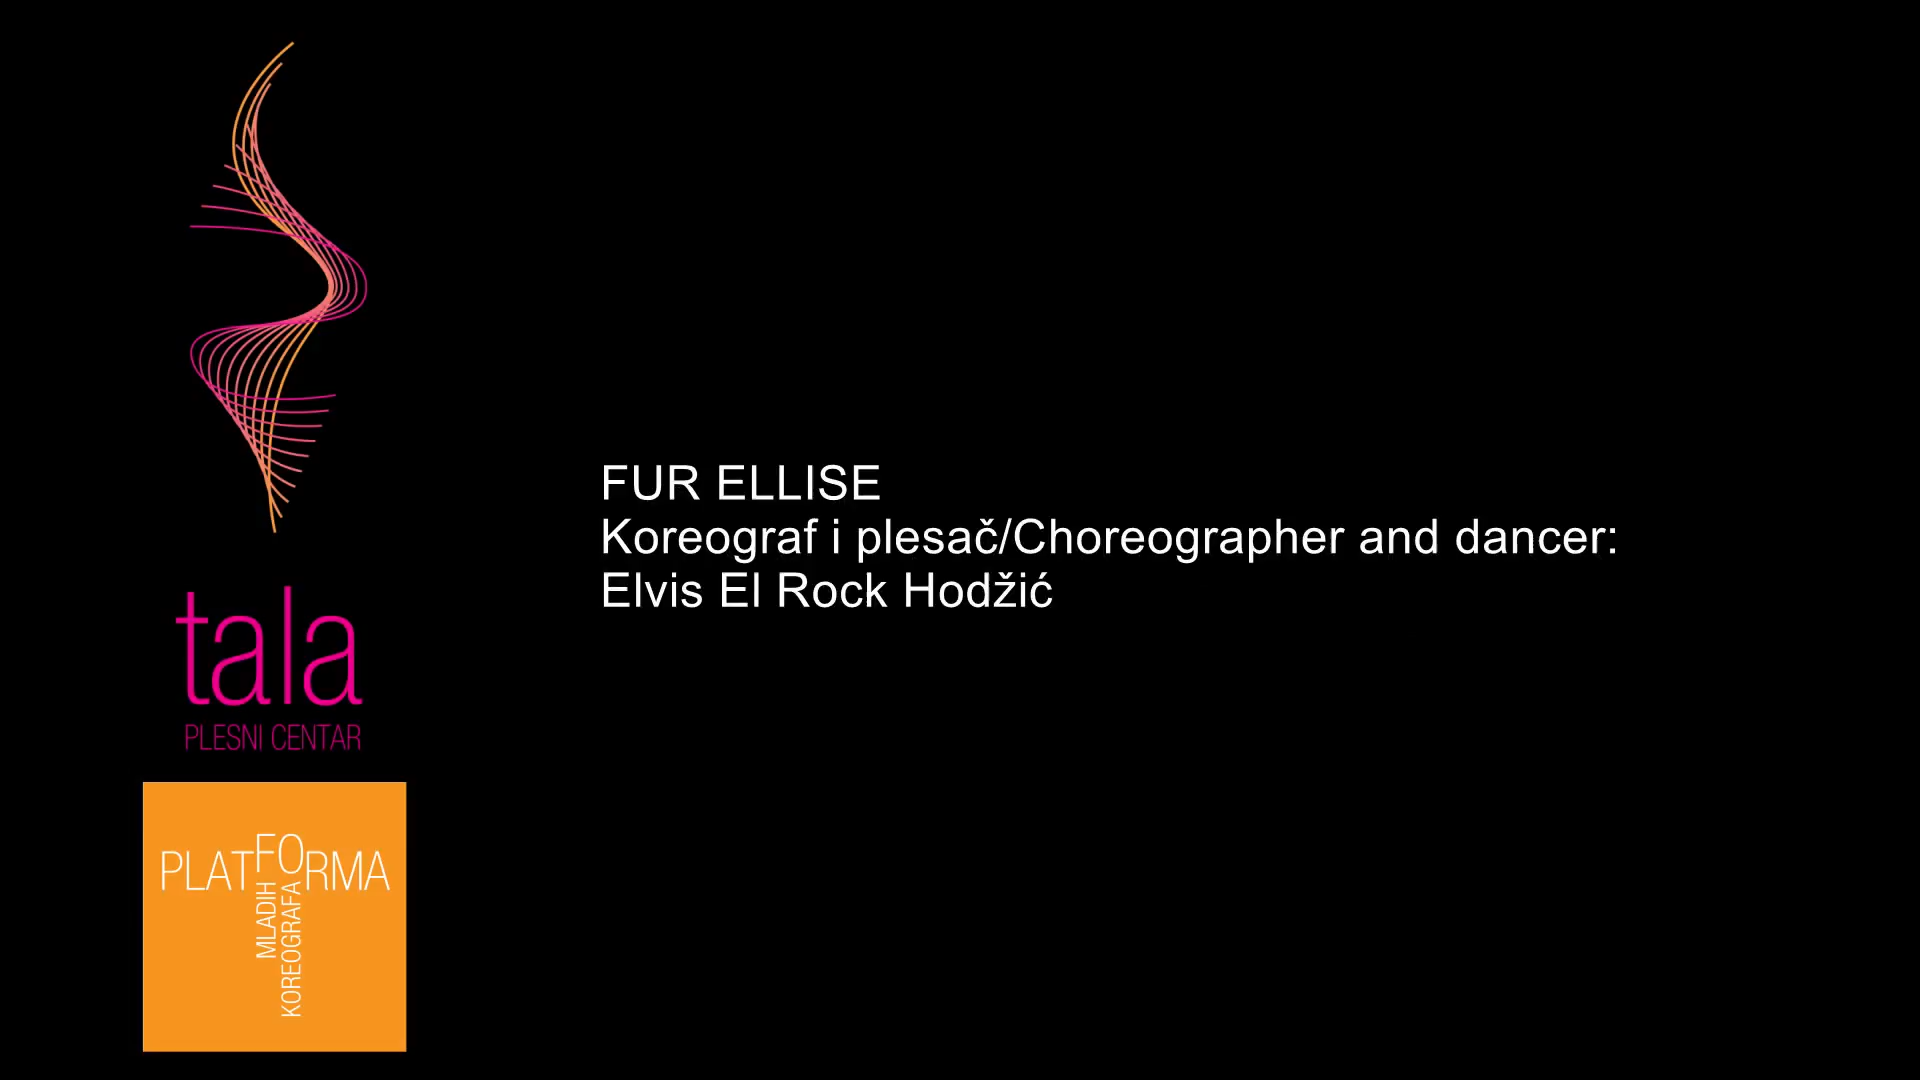 FUR ELLISE
Koreograf i plesač/Choreographer and dancer:
Elvis El Rock Hodžić
tala
PLESNI CENTAR
PLATFORMA
MLADIH
KOREOGRAFA